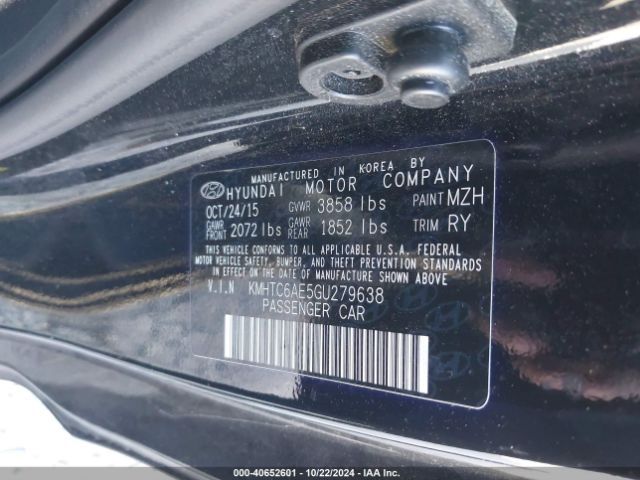 MANUFACTURED IN KOREA BY
HYUNDAI MOTOR COMPANY
OCT/24/15 GVWR 3858 lbs PAINT MZH
GAWR FRONT 2072 lbs GAWR REAR 1852 lbs TRIM RY
THIS VEHICLE CONFORMS TO ALL APPLICABLE U.S.A. FEDERAL
MOTOR VEHICLE SAFETY, BUMPER, AND THEFT PREVENTION STANDARDS
IN EFFECT ON THE DATE OF MANUFACTURE SHOWN ABOVE
V.I.N KMHTC6AE5GU279638
PASSENGER CAR
000-40652601 - 10/22/2024 - IAA Inc.